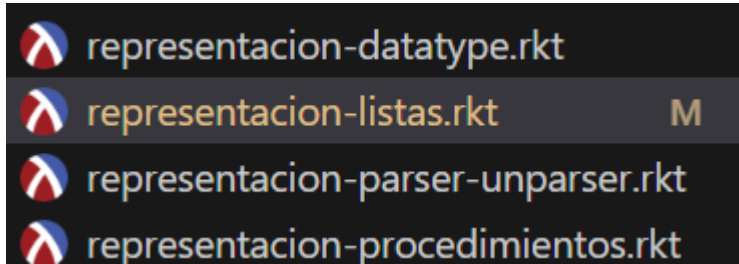 representacion-datatype.rkt
representacion-listas.rkt M
representacion-parser-unparser.rkt
representacion-procedimientos.rkt